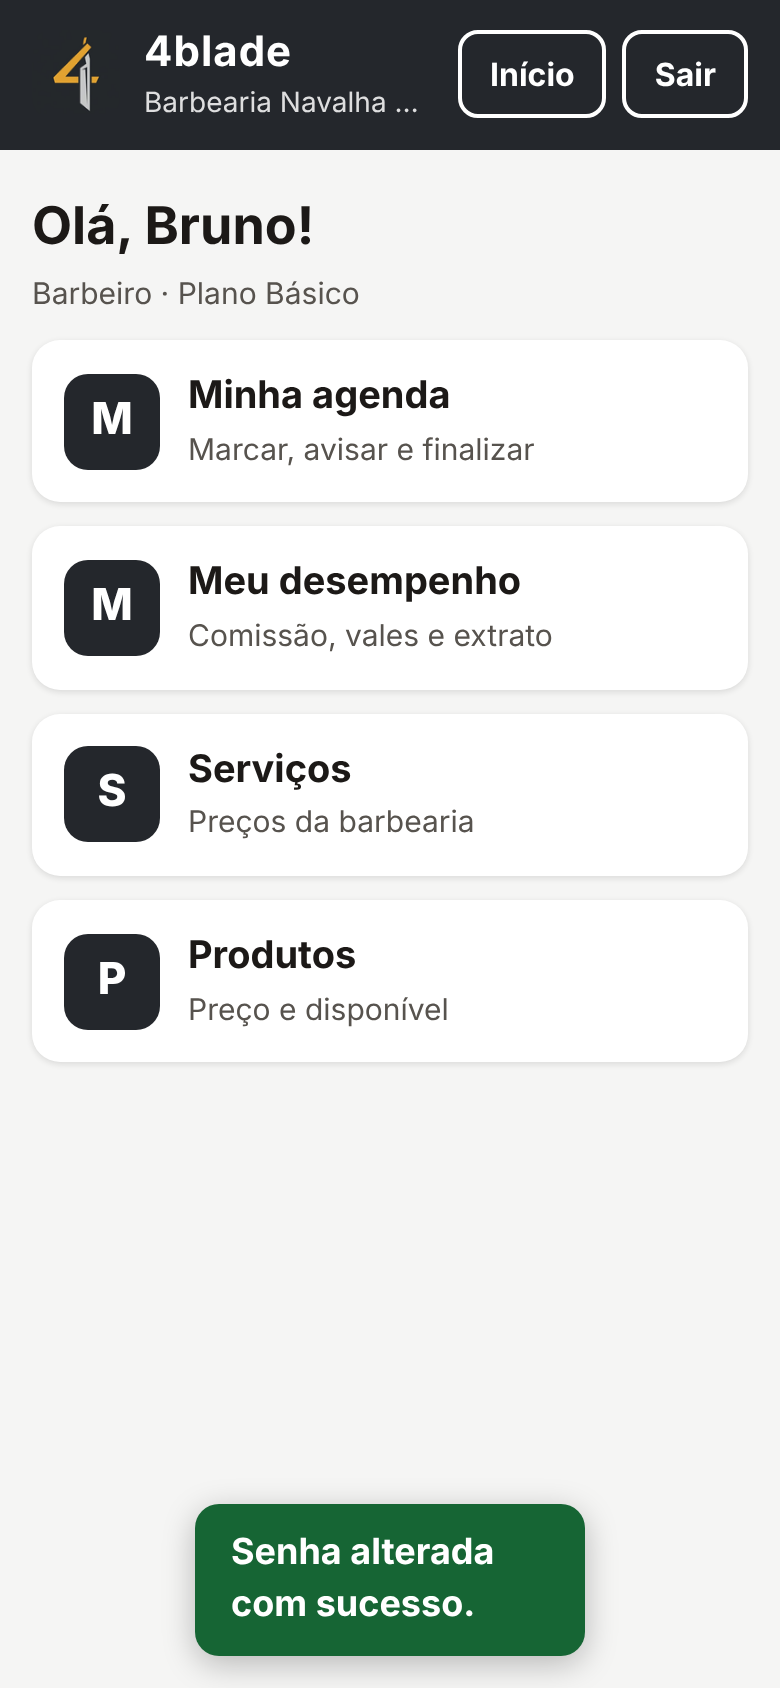 4blade
Barbearia Navalha ...
Início
Sair
Olá, Bruno!
Barbeiro · Plano Básico
M
Minha agenda
Marcar, avisar e finalizar
M
Meu desempenho
Comissão, vales e extrato
S
Serviços
Preços da barbearia
P
Produtos
Preço e disponível
Senha alterada
com sucesso.